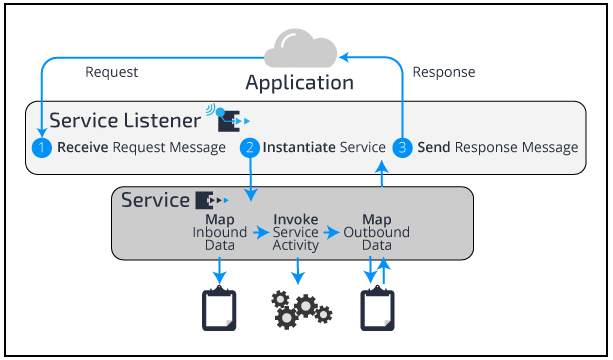 Application
Request
Response
Service Listener
1 Receive Request Message
2 Instantiate Service
3 Send Response Message
Service
Map
Inbound
Data
Invoke
Service
Activity
Map
Outbound
Data